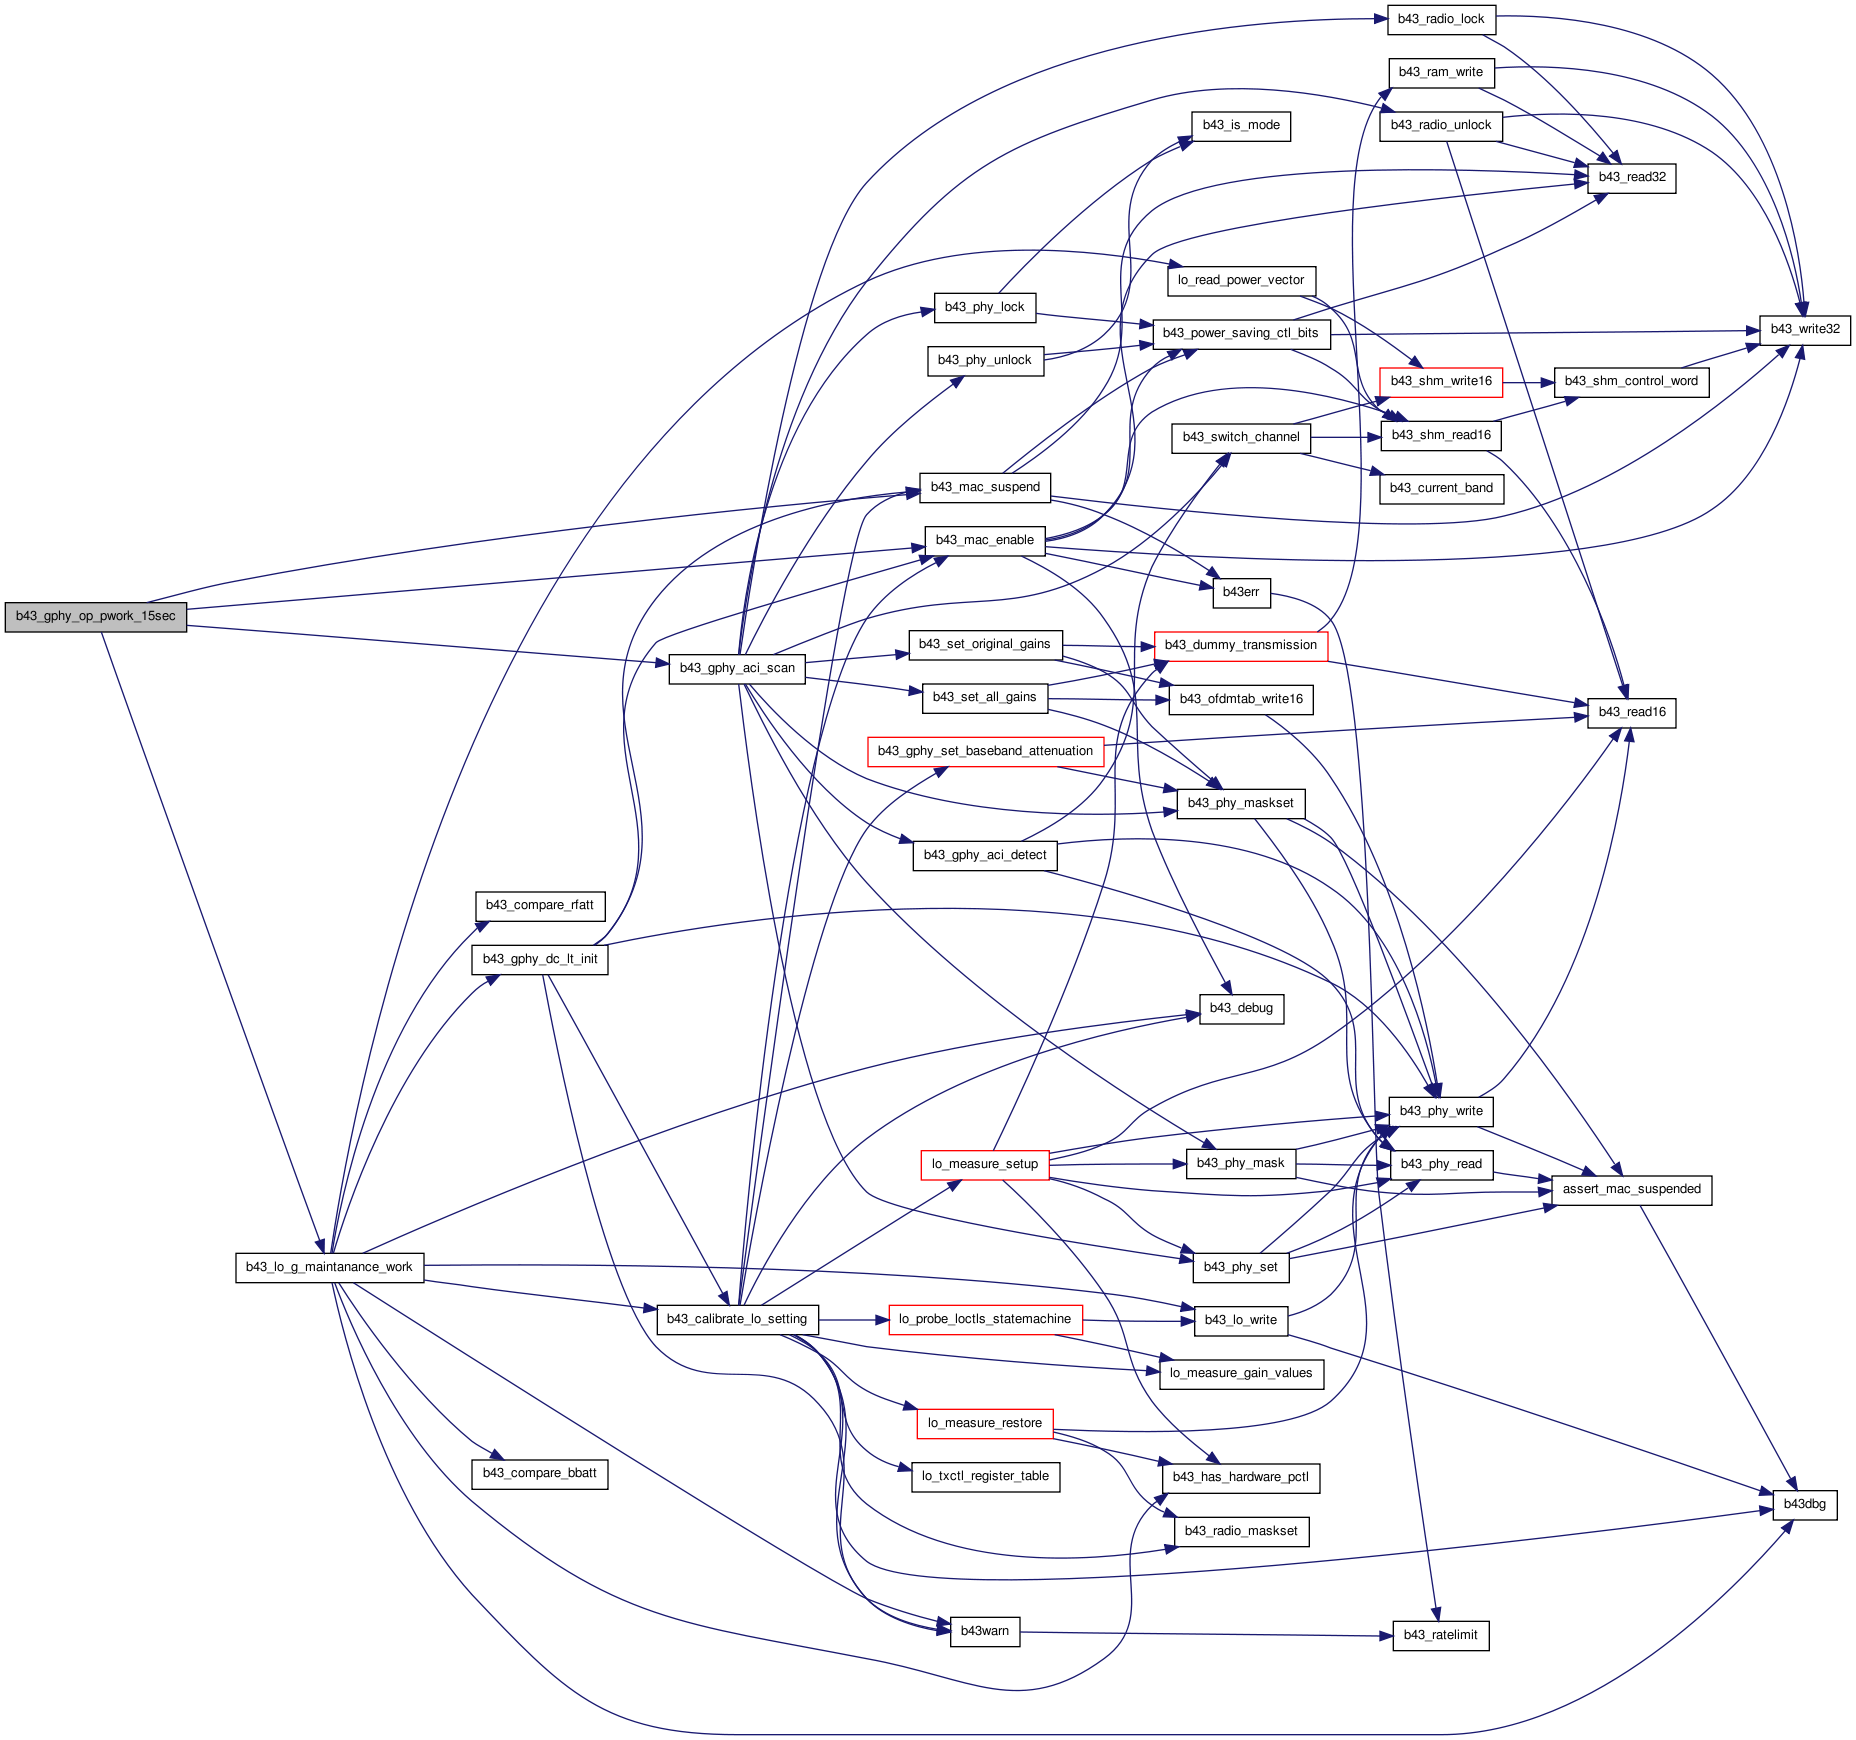 b43_radio_lock
b43_ram_write
b43_is_mode
b43_radio_unlock
b43_read32
lo_read_power_vector
b43_phy_lock
b43_power_saving_ctl_bits
b43_write32
b43_phy_unlock
b43_shm_write16
b43_shm_control_word
b43_switch_channel
b43_shm_read16
b43_mac_suspend
b43_current_band
b43_mac_enable
b43err
b43_gphy_op_pwork_15sec
b43_set_original_gains
b43_dummy_transmission
b43_gphy_aci_scan
b43_set_all_gains
b43_ofdmtab_write16
b43_read16
b43_gphy_set_baseband_attenuation
b43_phy_maskset
b43_gphy_aci_detect
b43_compare_rfatt
b43_gphy_dc_lt_init
b43_debug
b43_phy_write
lo_measure_setup
b43_phy_mask
b43_phy_read
assert_mac_suspended
b43_lo_g_maintanance_work
b43_phy_set
b43_calibrate_lo_setting
lo_probe_loctls_statemachine
b43_lo_write
lo_measure_gain_values
lo_measure_restore
b43_compare_bbatt
lo_txctl_register_table
b43_has_hardware_pctl
b43dbg
b43_radio_maskset
b43warn
b43_ratelimit